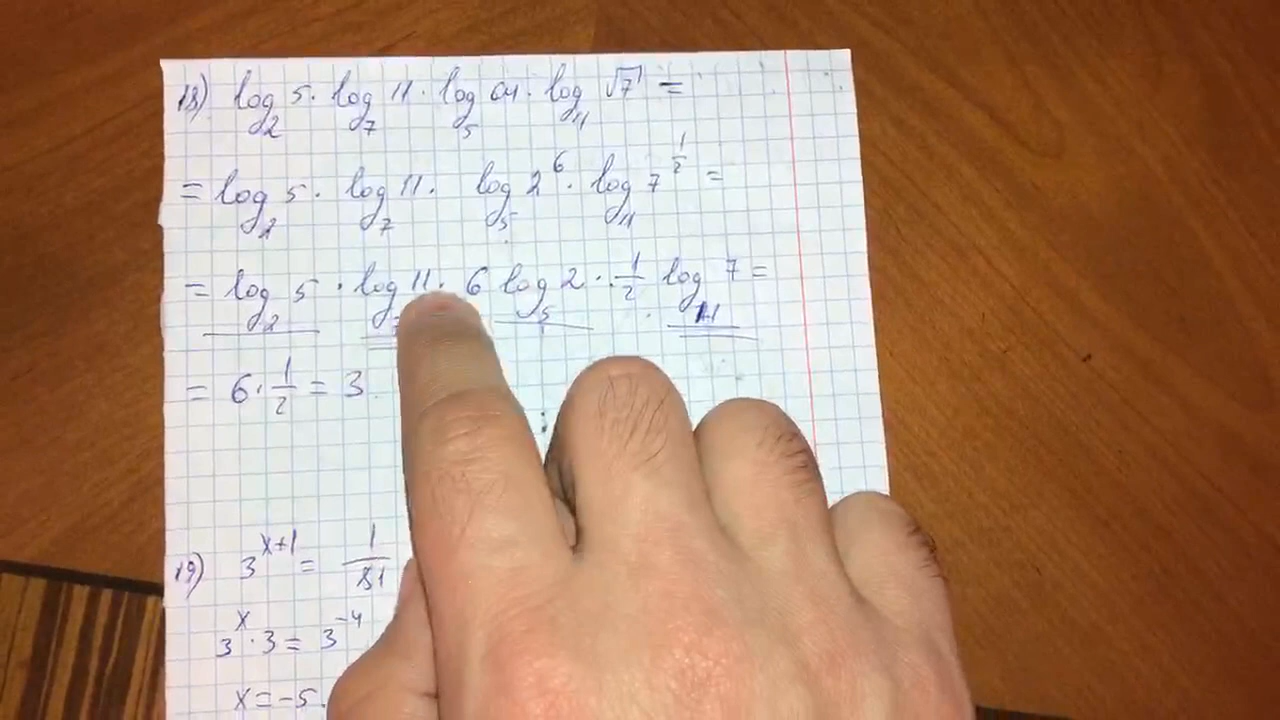 18) log₂ 5 · log₇ 11 · log₅ 64 · log₁₁ √7 =
= log₂ 5 · log₇ 11 · log₅ 2⁶ · log₁₁ 7^(1/2) =
= log₂ 5 · log 11 · 6 log₅ 2 · 1/2 log₁₁ 7 =
= 6 · 1/2 = 3
19) 3^(x+1) = 1/81
3^x · 3 = 3^(-4)
x = -5.